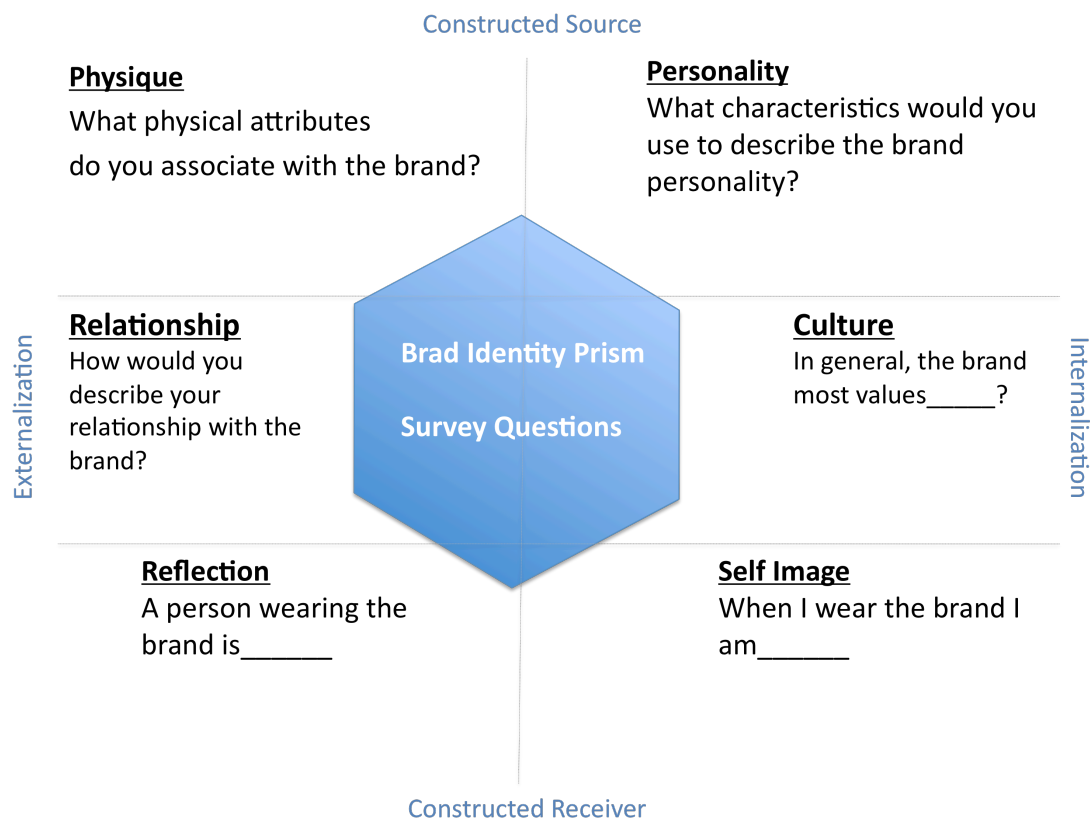 Constructed Source
Physique
What physical attributes
do you associate with the brand?
Personality
What characteristics would you
use to describe the brand
personality?
Externalization
Relationship
How would you
describe your
relationship with the
brand?
Brad Identity Prism
Survey Questions
Culture
In general, the brand
most values_____?
Internalization
Reflection
A person wearing the
brand is______
Self Image
When I wear the brand I
am______
Constructed Receiver